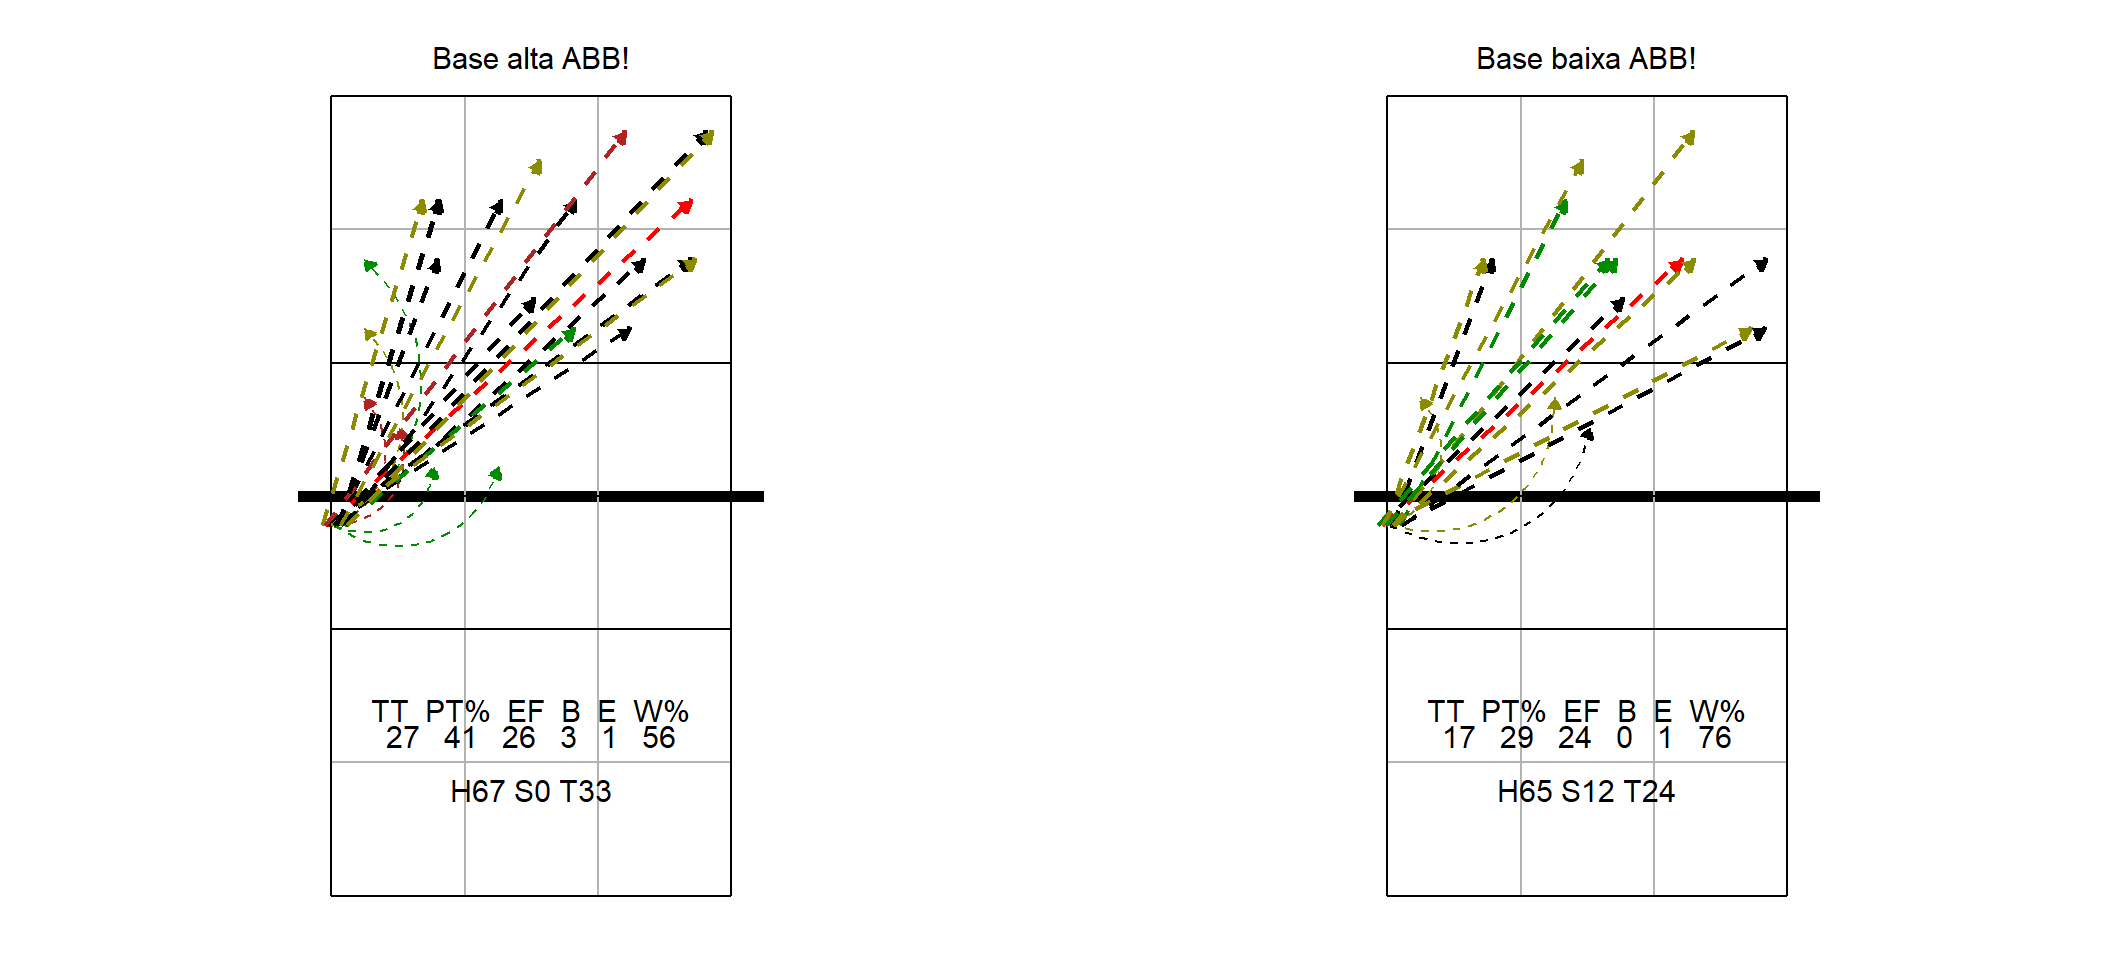 Base alta ABB!
TT PT% EF B E W%
27 41 26 3 1 56
H67 S0 T33
Base baixa ABB!
TT PT% EF B E W%
17 29 24 0 1 76
H65 S12 T24